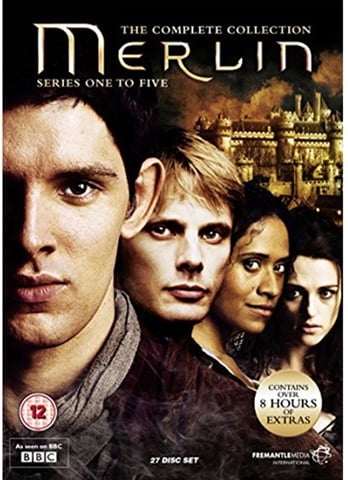 THE COMPLETE COLLECTION
MERLIN
SERIES ONE TO FIVE
CONTAINS
OVER
8 HOURS
OF
EXTRAS
12
As seen on BBC
BBC
27 DISC SET
FREMANTLEMEDIA
INTERNATIONAL